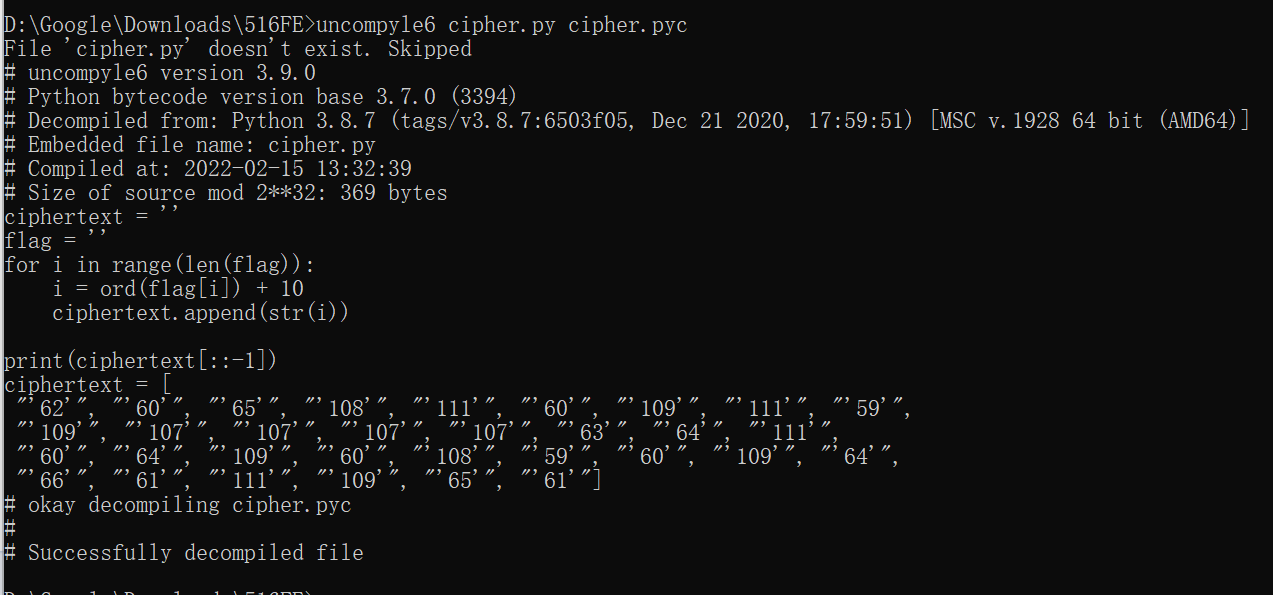 D:\Google\Downloads\516FE>uncompyle6 cipher.py cipher.pyc
File 'cipher.py' doesn't exist. Skipped
# uncompyle6 version 3.9.0
# Python bytecode version base 3.7.0 (3394)
# Decompiled from: Python 3.8.7 (tags/v3.8.7:6503f05, Dec 21 2020, 17:59:51) [MSC v.1928 64 bit (AMD64)]
# Embedded file name: cipher.py
# Compiled at: 2022-02-15 13:32:39
# Size of source mod 2**32: 369 bytes
ciphertext = ''
flag = ''
for i in range(len(flag)):
    i = ord(flag[i]) + 10
    ciphertext.append(str(i))
print(ciphertext[::-1])
ciphertext = [
 "'62'", "'60'", "'65'", "'108'", "'111'", "'60'", "'109'", "'111'", "'59'",
 "'109'", "'107'", "'107'", "'107'", "'107'", "'63'", "'64'", "'111'",
 "'60'", "'64'", "'109'", "'60'", "'108'", "'59'", "'60'", "'109'", "'64'",
 "'66'", "'61'", "'111'", "'109'", "'65'", "'61'"]
# okay decompiling cipher.pyc
#
# Successfully decompiled file